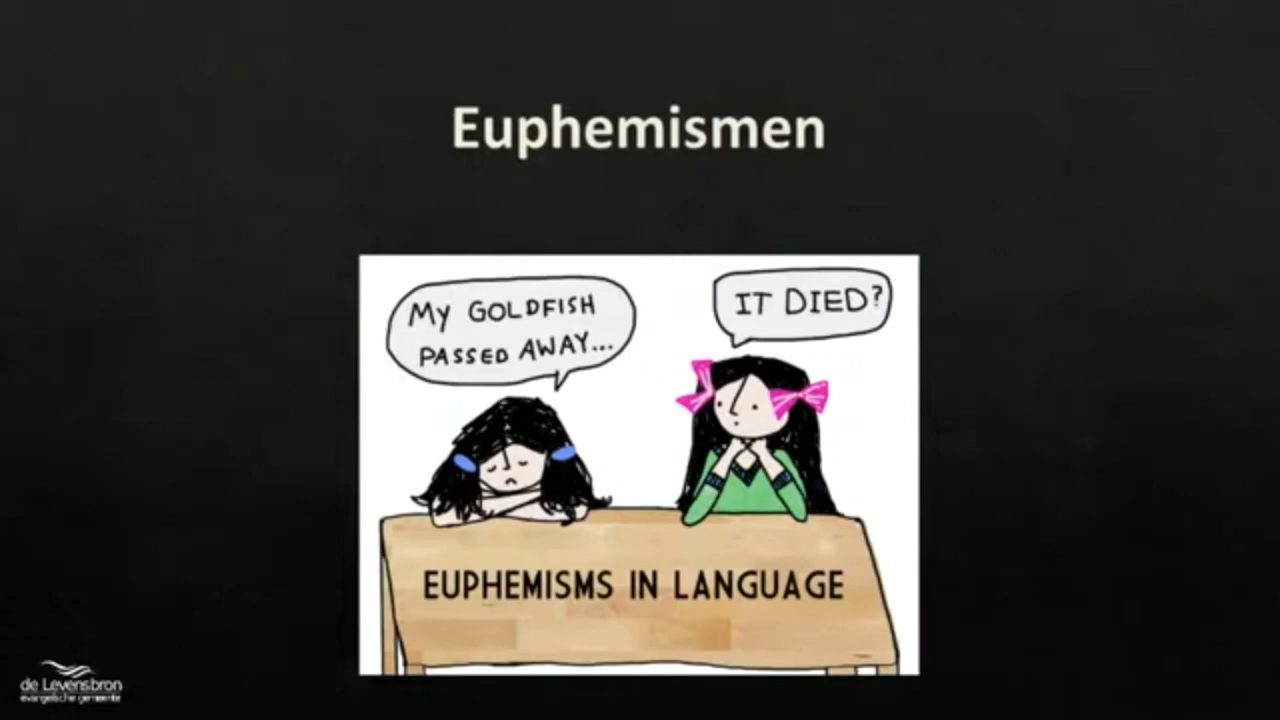 Euphemismen
MY GOLDFISH
PASSED AWAY...
IT DIED?
EUPHEMISMS IN LANGUAGE
de Levensbron
evangelische gemeente